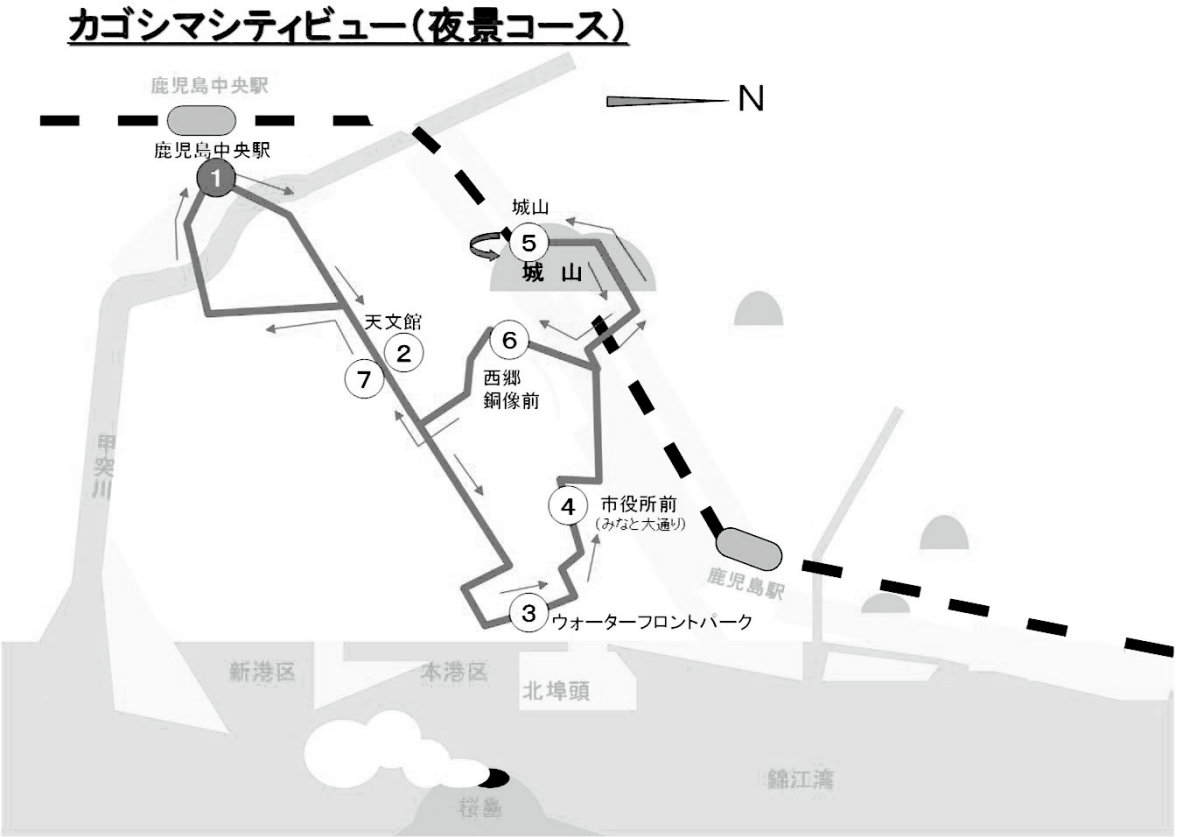 カゴシマシティビュー（夜景コース）
鹿児島中央駅
N
鹿児島中央駅
1
城山
5
城 山
天文館
2
6
7
西郷
銅像前
甲突川
4
市役所前
（みなと大通り）
鹿児島駅
3
ウォーターフロントパーク
新港区
本港区
北埠頭
錦江湾
桜島